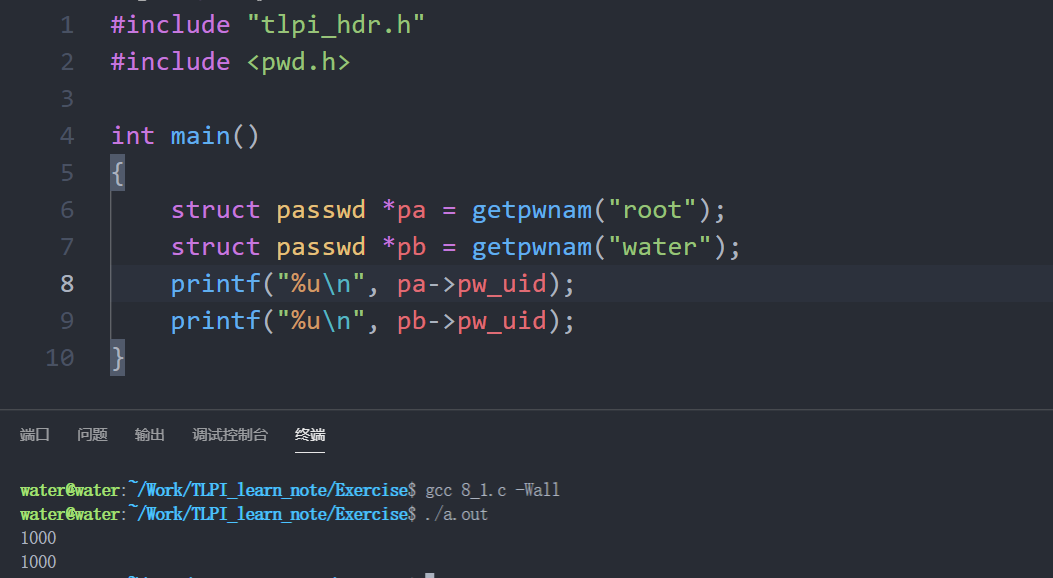 1 #include "tlpi_hdr.h"
2 #include <pwd.h>
3
4 int main()
5 {
6     struct passwd *pa = getpwnam("root");
7     struct passwd *pb = getpwnam("water");
8     printf("%u\n", pa->pw_uid);
9     printf("%u\n", pb->pw_uid);
10 }
端口 问题 输出 调试控制台 终端
water@water:~/Work/TLPI_learn_note/Exercise$ gcc 8_1.c -Wall
water@water:~/Work/TLPI_learn_note/Exercise$ ./a.out
1000
1000